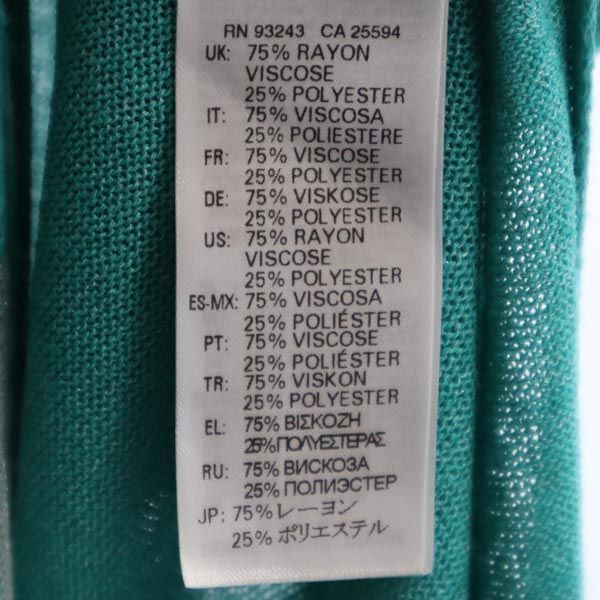 RN 93243 CA 25594
UK: 75% RAYON
VISCOSE
25% POLYESTER
IT: 75% VISCOSA
25% POLIESTERE
FR: 75% VISCOSE
25% POLYESTER
DE: 75% VISKOSE
25% POLYESTER
US: 75% RAYON
VISCOSE
25% POLYESTER
ES-MX: 75% VISCOSA
25% POLIÉSTER
PT: 75% VISCOSE
25% POLIÉSTER
TR: 75% VISKON
25% POLYESTER
EL: 75% ΒΙΣΚΟΖΗ
25% ΠΟΛΥΕΣΤΕΡΑΣ
RU: 75% ВИСКОЗА
25% ПОЛИЭСТЕР
JP: 75% レーヨン
25% ポリエステル